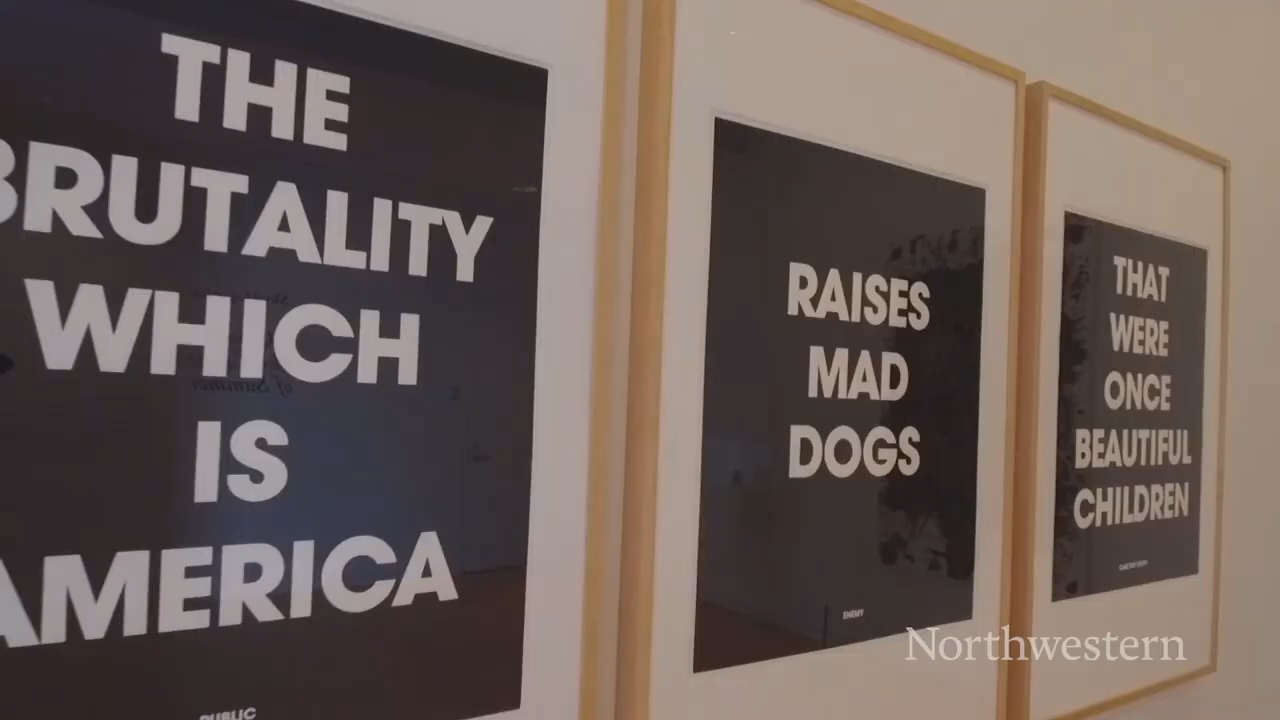 THE
BRUTALITY
WHICH
IS
AMERICA
PUBLIC
RAISES
MAD
DOGS
ENEMY
THAT
WERE
ONCE
BEAUTIFUL
CHILDREN
Northwestern